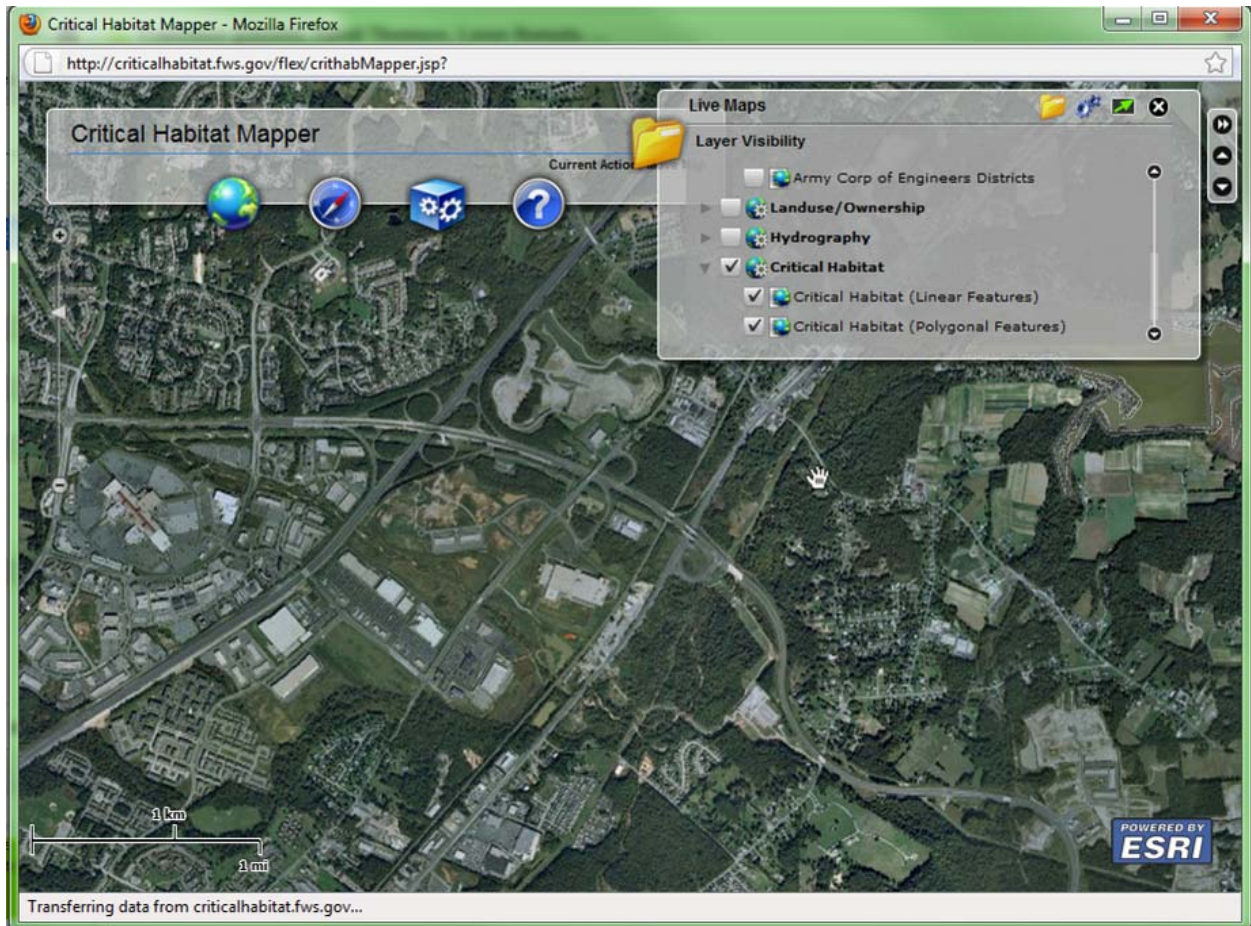 Critical Habitat Mapper - Mozilla Firefox
http://criticalhabitat.fws.gov/flex/crithabMapper.jsp?
Critical Habitat Mapper
Current Action
Live Maps
Layer Visibility
Army Corp of Engineers Districts
Landuse/Ownership
Hydrography
Critical Habitat
Critical Habitat (Linear Features)
Critical Habitat (Polygonal Features)
1 km
1 mi
POWERED BY
ESRI
Transferring data from criticalhabitat.fws.gov...